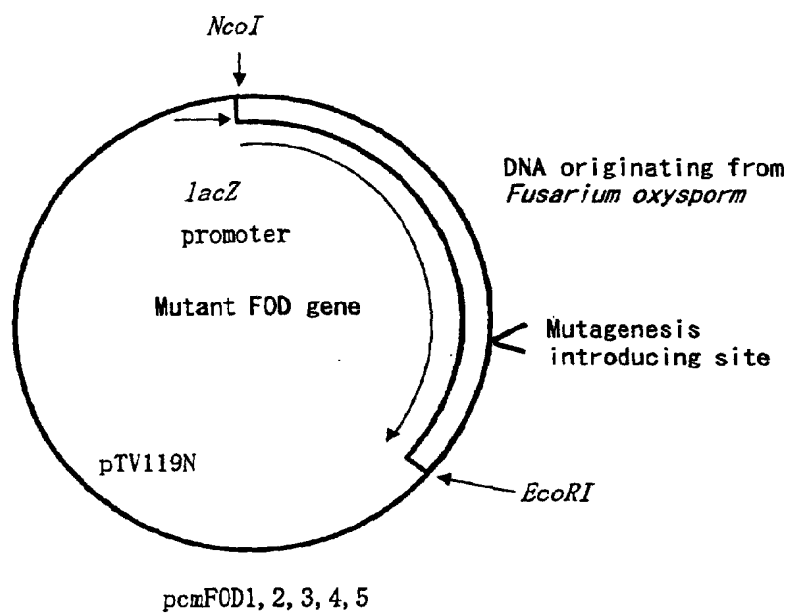 NcoI
DNA originating from
Fusarium oxysporm
lacZ
promoter
Mutant FOD gene
Mutagenesis
introducing site
pTV119N
EcoRI
pcmFOD1, 2, 3, 4, 5